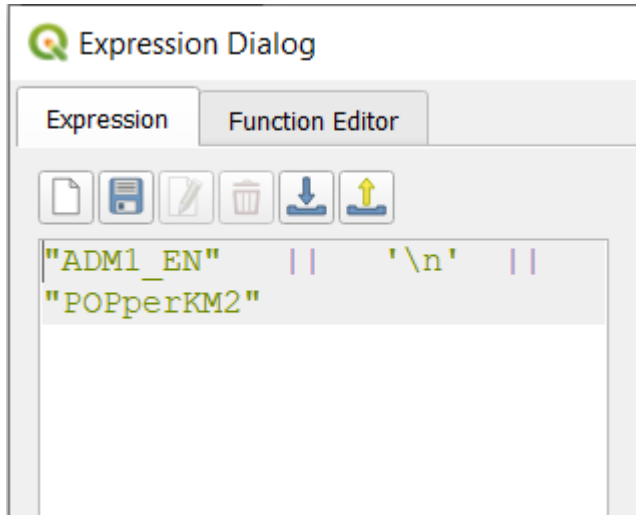 Expression Dialog
Expression
Function Editor
"ADM1_EN" || '\n' ||
"POPperKM2"